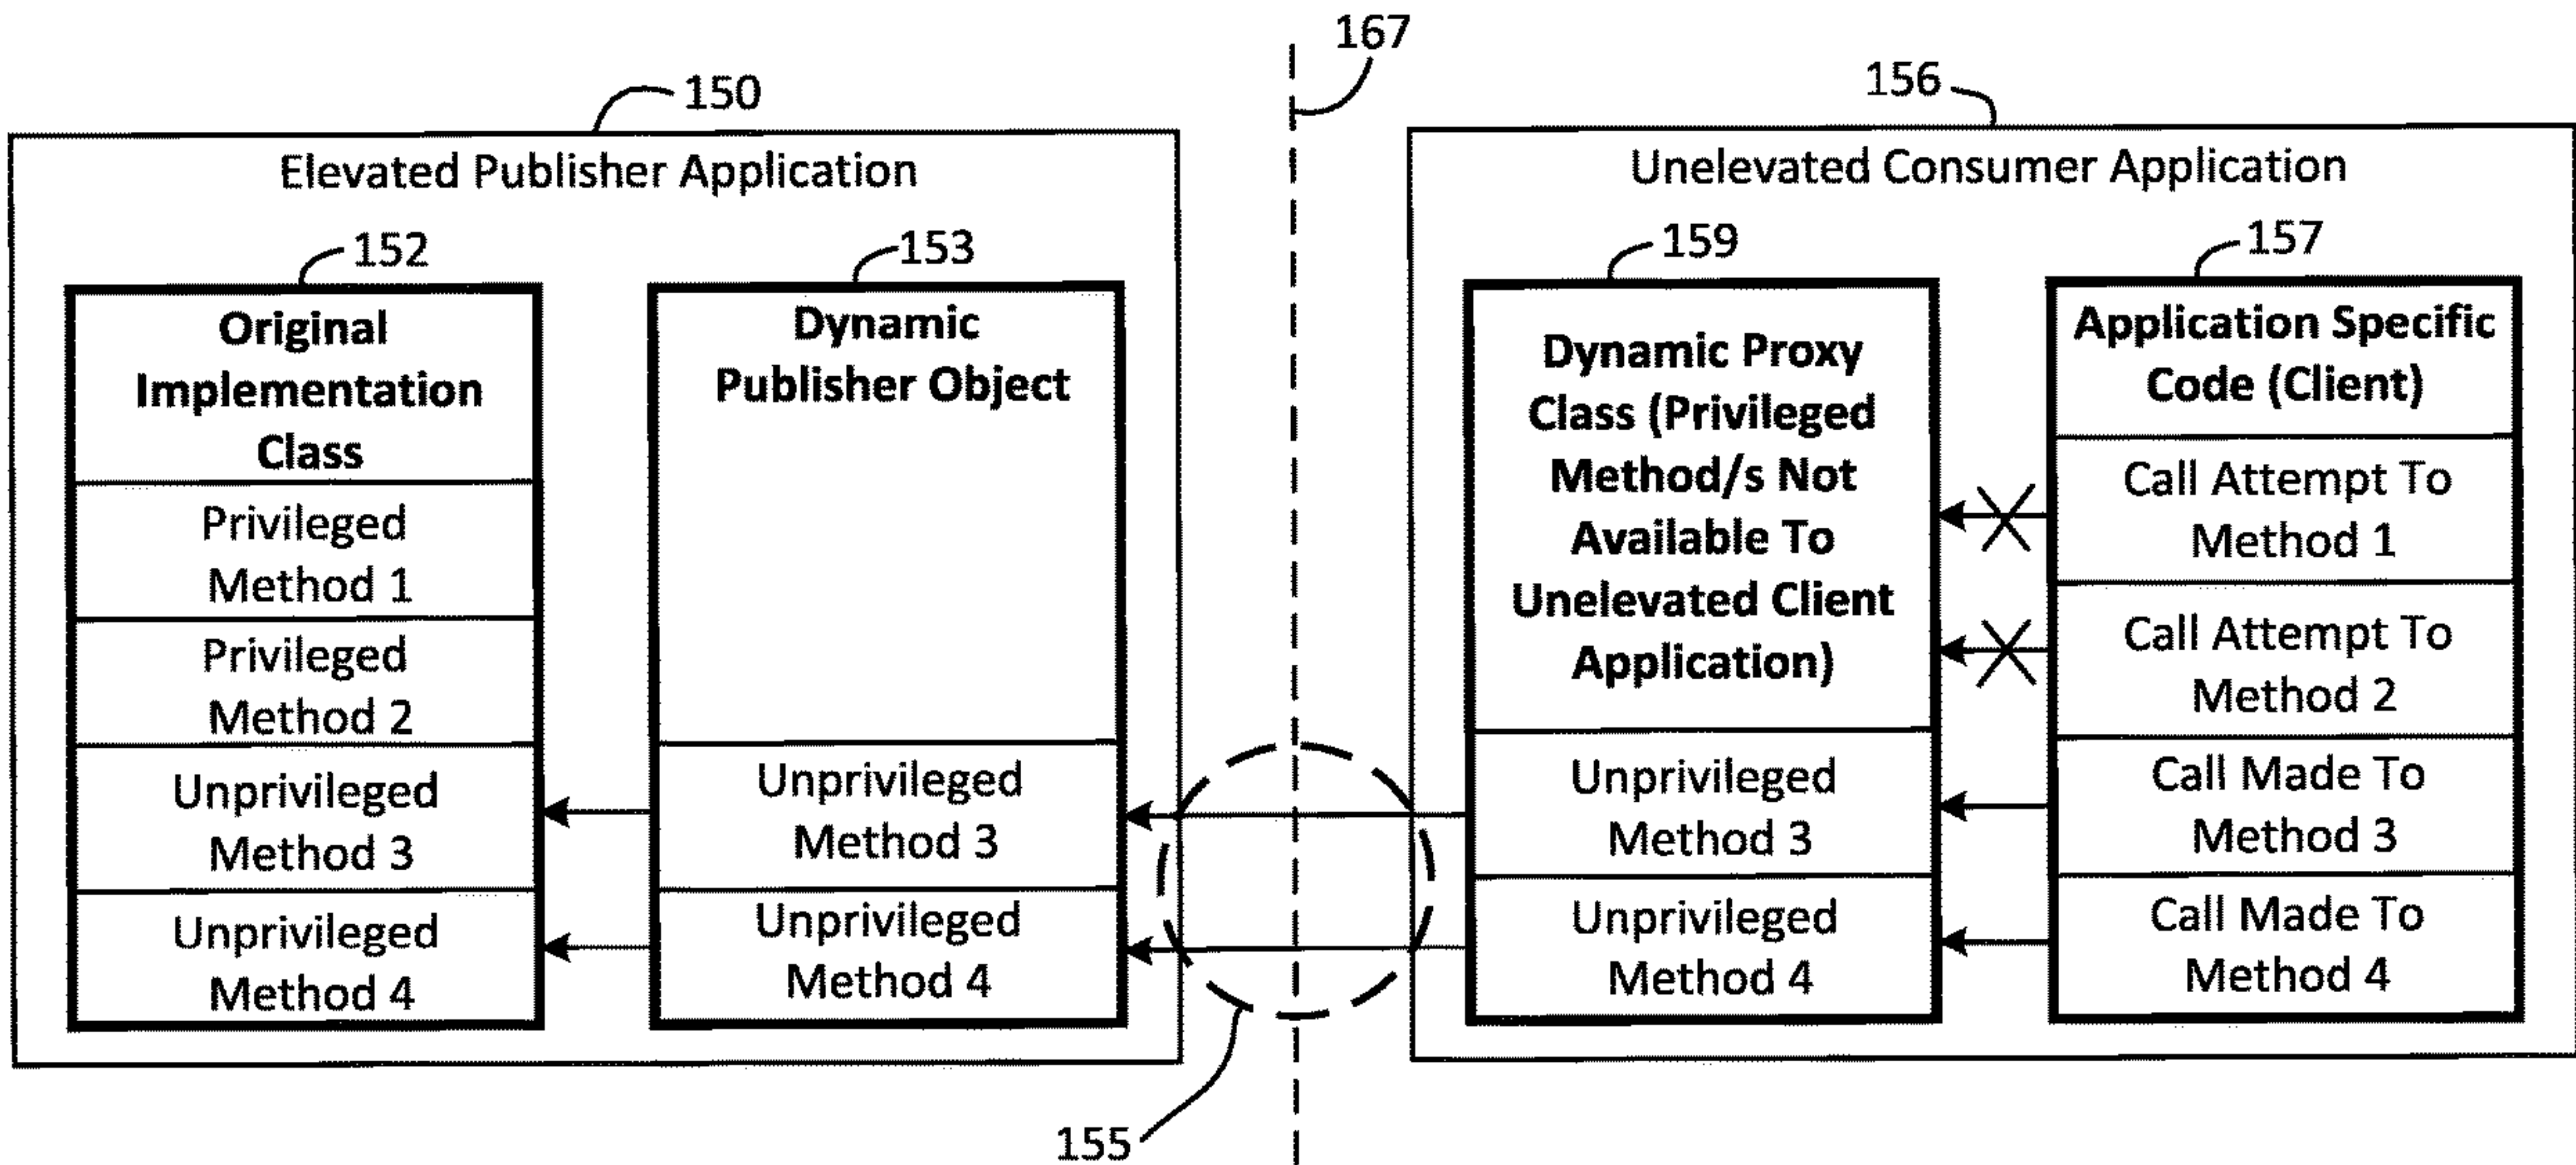 167
150
156
Elevated Publisher Application
Unelevated Consumer Application
152
153
159
157
Original
Implementation
Class
Privileged
Method 1
Privileged
Method 2
Unprivileged
Method 3
Unprivileged
Method 4
Dynamic
Publisher Object
Unprivileged
Method 3
Unprivileged
Method 4
Dynamic Proxy
Class (Privileged
Method/s Not
Available To
Unelevated Client
Application)
Unprivileged
Method 3
Unprivileged
Method 4
Application Specific
Code (Client)
Call Attempt To
Method 1
Call Attempt To
Method 2
Call Made To
Method 3
Call Made To
Method 4
155